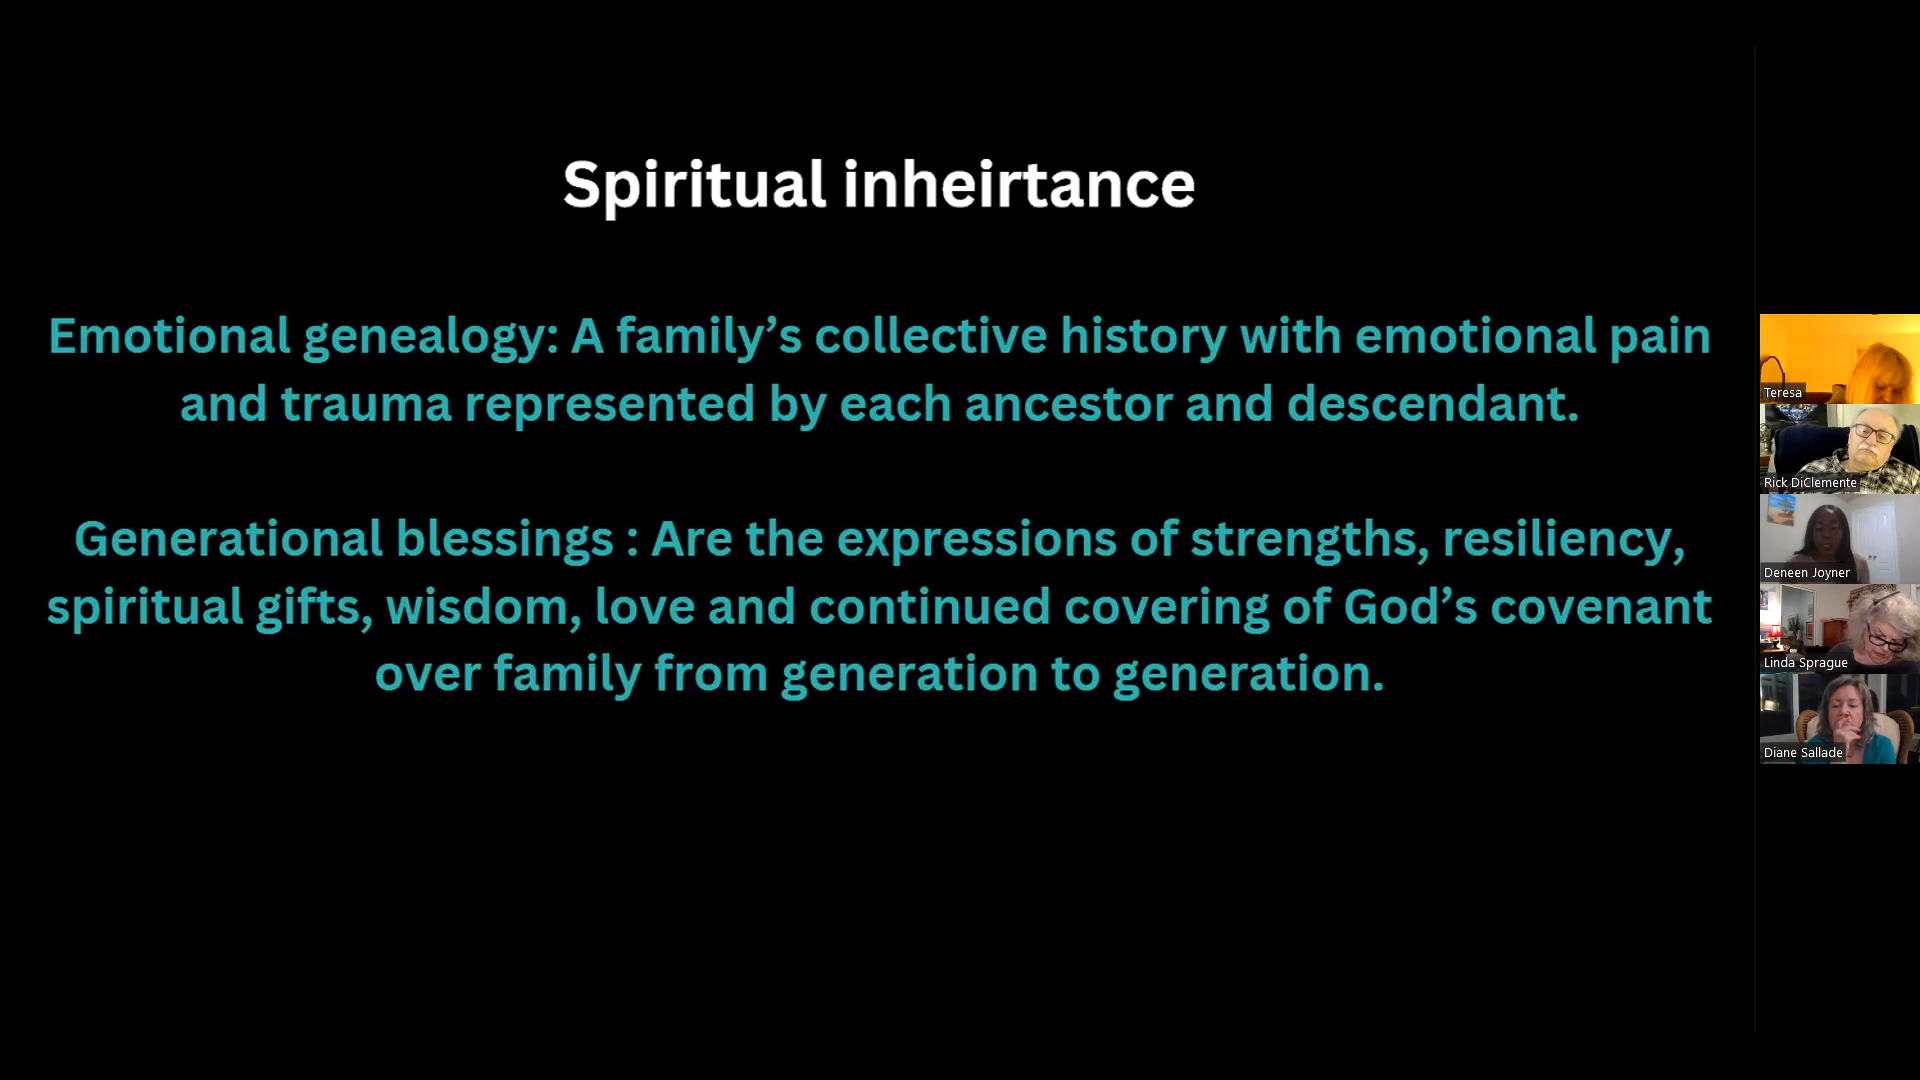 Spiritual inheirtance
Emotional genealogy: A family’s collective history with emotional pain
and trauma represented by each ancestor and descendant.
Generational blessings : Are the expressions of strengths, resiliency,
spiritual gifts, wisdom, love and continued covering of God’s covenant
over family from generation to generation.
Teresa
Rick DiClemente
Deneen Joyner
Linda Sprague
Diane Sallade